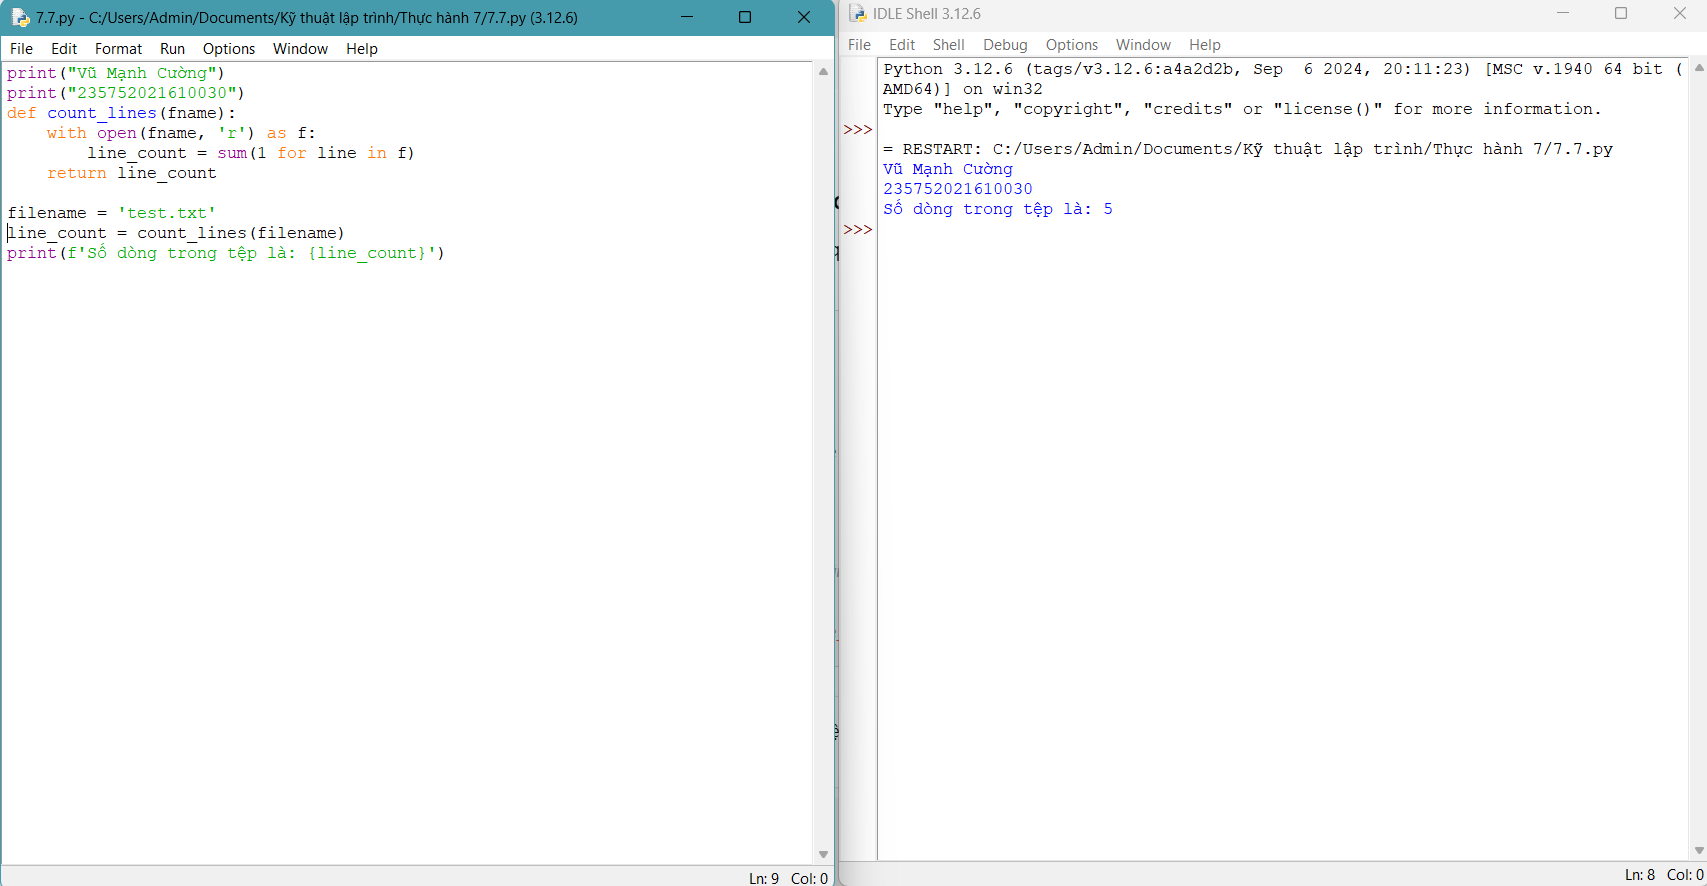 7.7.py - C:/Users/Admin/Documents/Kỹ thuật lập trình/Thực hành 7/7.7.py (3.12.6)
File Edit Format Run Options Window Help
print("Vũ Mạnh Cường")
print("235752021610030")
def count_lines(fname):
    with open(fname, 'r') as f:
        line_count = sum(1 for line in f)
    return line_count

filename = 'test.txt'
line_count = count_lines(filename)
print(f'Số dòng trong tệp là: {line_count}')
Ln: 9 Col: 0
IDLE Shell 3.12.6
File Edit Shell Debug Options Window Help
Python 3.12.6 (tags/v3.12.6:a4a2d2b, Sep  6 2024, 20:11:23) [MSC v.1940 64 bit (
AMD64)] on win32
Type "help", "copyright", "credits" or "license()" for more information.
>>>
= RESTART: C:/Users/Admin/Documents/Kỹ thuật lập trình/Thực hành 7/7.7.py
Vũ Mạnh Cường
235752021610030
Số dòng trong tệp là: 5
>>>
Ln: 8 Col: 0